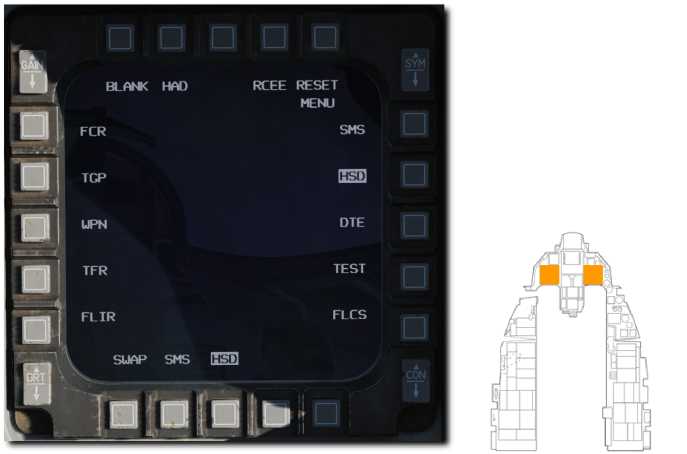 GAIN
SYM
BLANK HAD RCEE RESET
MENU
FCR
SMS
TGP
HSD
WPN
DTE
TFR
TEST
FLIR
FLCS
SWAP SMS HSD
BRT
CON